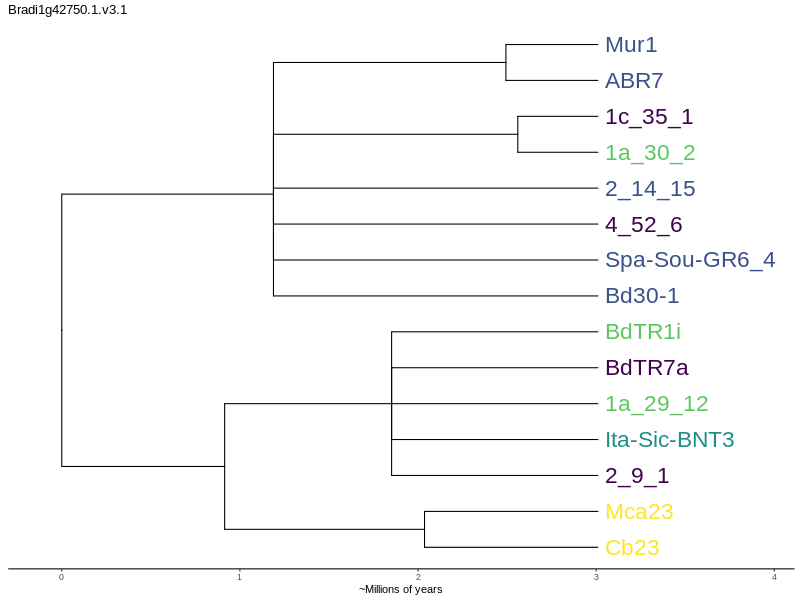 Bradi1g42750.1.v3.1
Mur1
ABR7
1c_35_1
1a_30_2
2_14_15
4_52_6
Spa-Sou-GR6_4
Bd30-1
BdTR1i
BdTR7a
1a_29_12
Ita-Sic-BNT3
2_9_1
Mca23
Cb23
0 1 2 3 4
~Millions of years